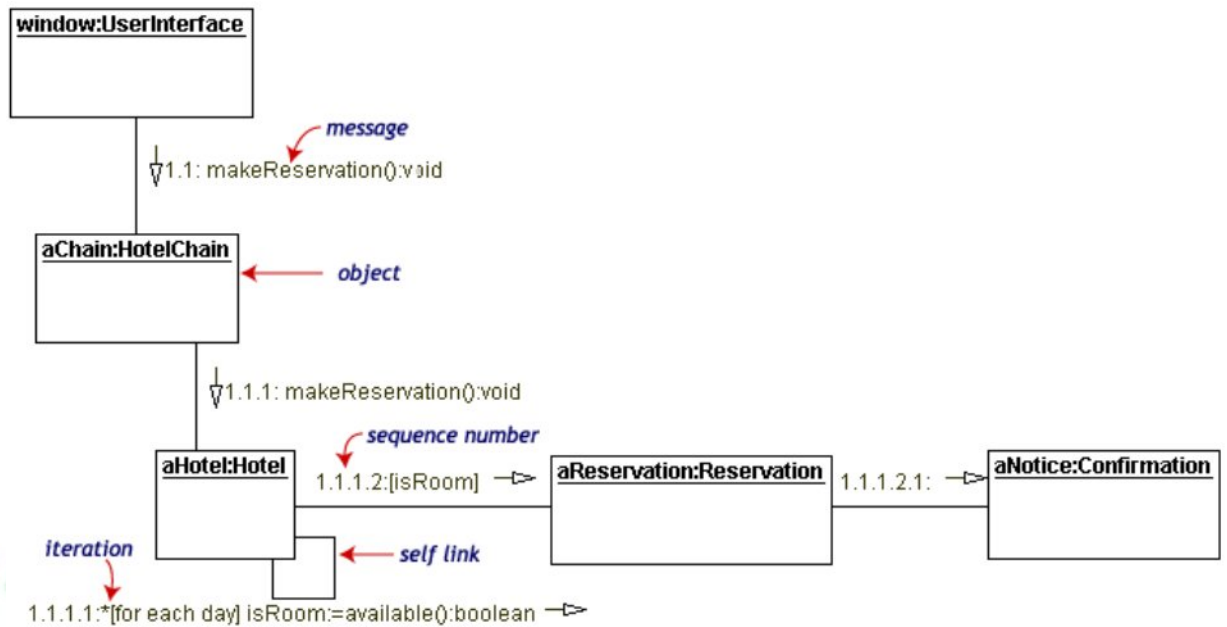 window:UserInterface
message
1.1: makeReservation():void
aChain:HotelChain
object
1.1.1: makeReservation():void
sequence number
aHotel:Hotel
1.1.1.2:[isRoom]
aReservation:Reservation
1.1.1.2.1:
aNotice:Confirmation
iteration
self link
1.1.1.1:*[for each day] isRoom:=available():boolean